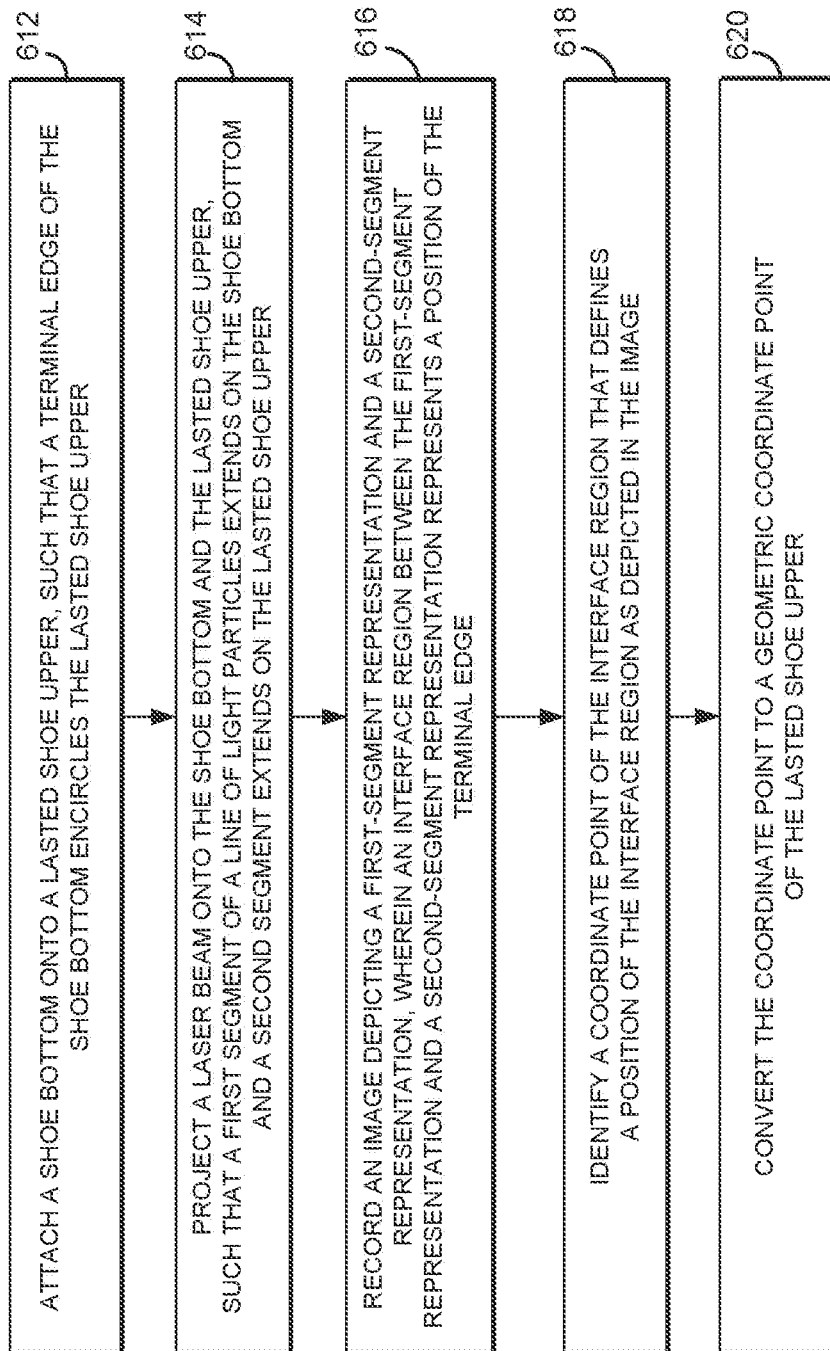 612
ATTACH A SHOE BOTTOM ONTO A LASTED SHOE UPPER, SUCH THAT A TERMINAL EDGE OF THE
SHOE BOTTOM ENCIRCLES THE LASTED SHOE UPPER
614
PROJECT A LASER BEAM ONTO THE SHOE BOTTOM AND THE LASTED SHOE UPPER,
SUCH THAT A FIRST SEGMENT OF A LINE OF LIGHT PARTICLES EXTENDS ON THE SHOE BOTTOM
AND A SECOND SEGMENT EXTENDS ON THE LASTED SHOE UPPER
616
RECORD AN IMAGE DEPICTING A FIRST-SEGMENT REPRESENTATION AND A SECOND-SEGMENT
REPRESENTATION, WHEREIN AN INTERFACE REGION BETWEEN THE FIRST-SEGMENT
REPRESENTATION AND A SECOND-SEGMENT REPRESENTATION REPRESENTS A POSITION OF THE
TERMINAL EDGE
618
IDENTIFY A COORDINATE POINT OF THE INTERFACE REGION THAT DEFINES
A POSITION OF THE INTERFACE REGION AS DEPICTED IN THE IMAGE
620
CONVERT THE COORDINATE POINT TO A GEOMETRIC COORDINATE POINT
OF THE LASTED SHOE UPPER